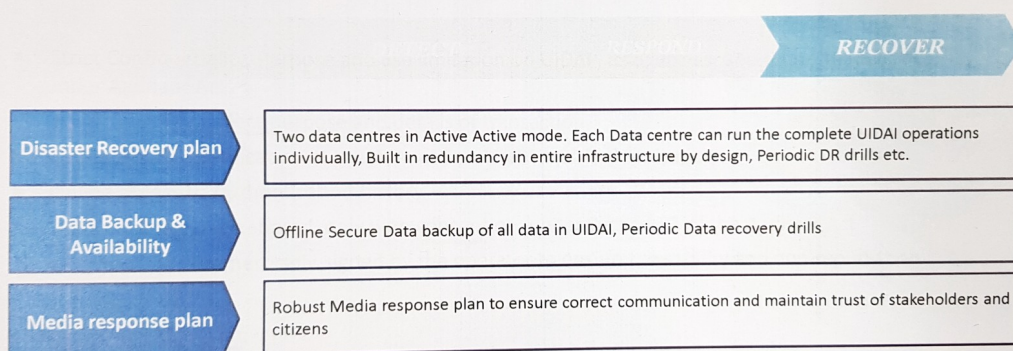 RESPOND
RECOVER
Disaster Recovery plan
Two data centres in Active Active mode. Each Data centre can run the complete UIDAI operations
individually, Built in redundancy in entire infrastructure by design, Periodic DR drills etc.
Data Backup &
Availability
Offline Secure Data backup of all data in UIDAI, Periodic Data recovery drills
Media response plan
Robust Media response plan to ensure correct communication and maintain trust of stakeholders and
citizens